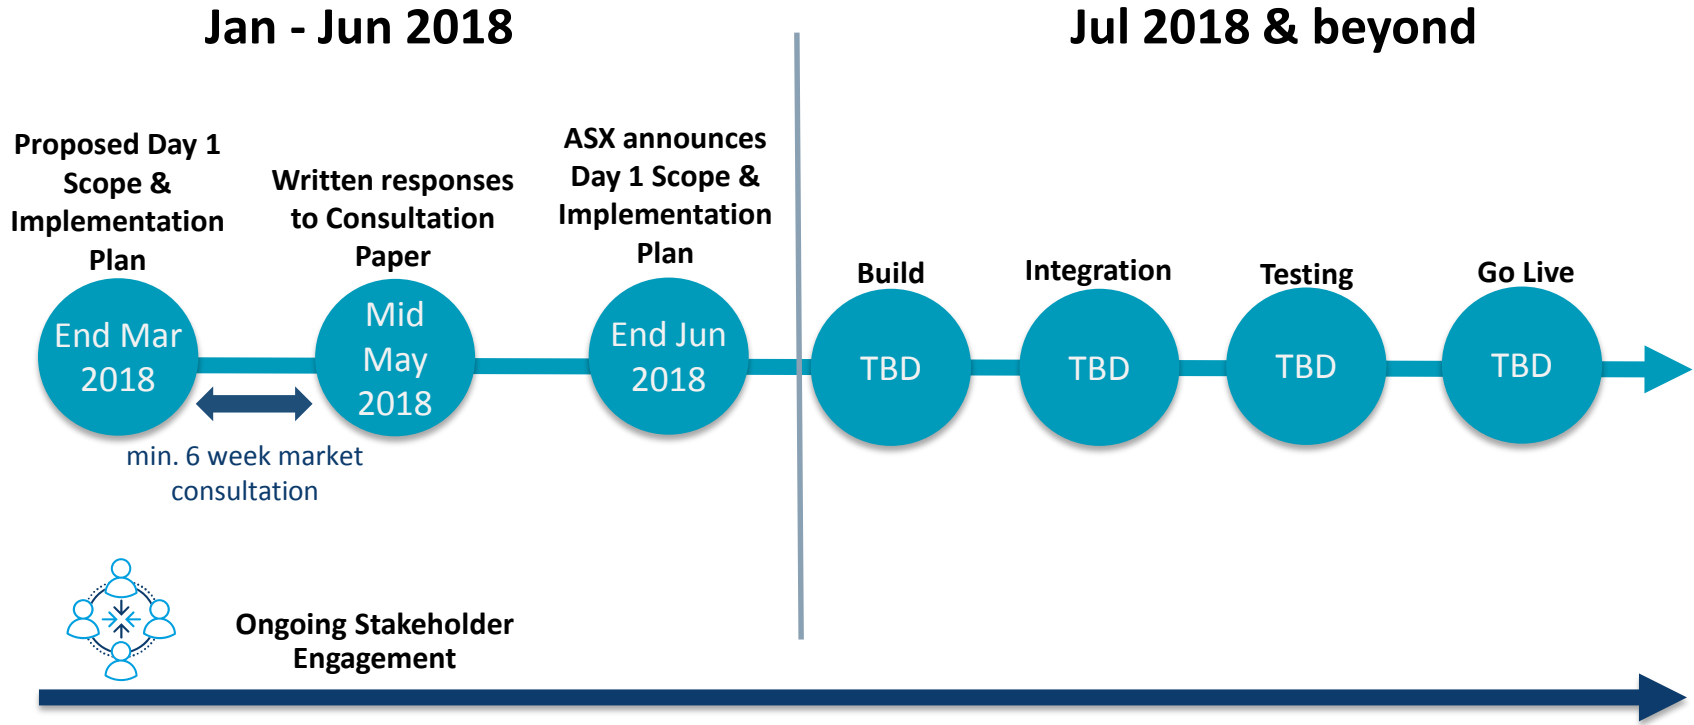 Jan - Jun 2018
Jul 2018 & beyond
Proposed Day 1
Scope &
Implementation
Plan
Written responses
to Consultation
Paper
ASX announces
Day 1 Scope &
Implementation
Plan
Build
Integration
Testing
Go Live
End Mar
2018
Mid
May
2018
End Jun
2018
TBD
TBD
TBD
TBD
min. 6 week market
consultation
Ongoing Stakeholder
Engagement